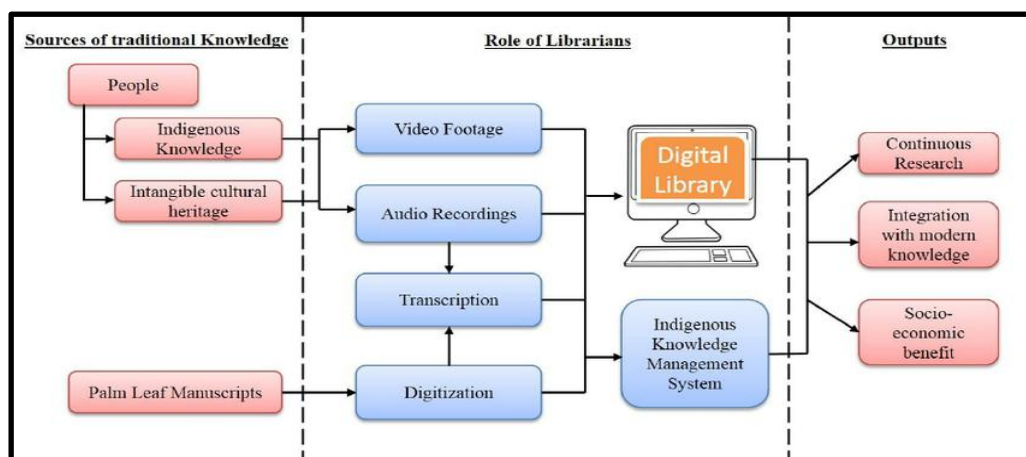 Sources of traditional Knowledge
People
Indigenous
Knowledge
Intangible cultural
heritage
Palm Leaf Manuscripts
Role of Librarians
Video Footage
Audio Recordings
Transcription
Digitization
Digital
Library
Indigenous
Knowledge
Management
System
Outputs
Continuous
Research
Integration
with modern
knowledge
Socio-
economic
benefit